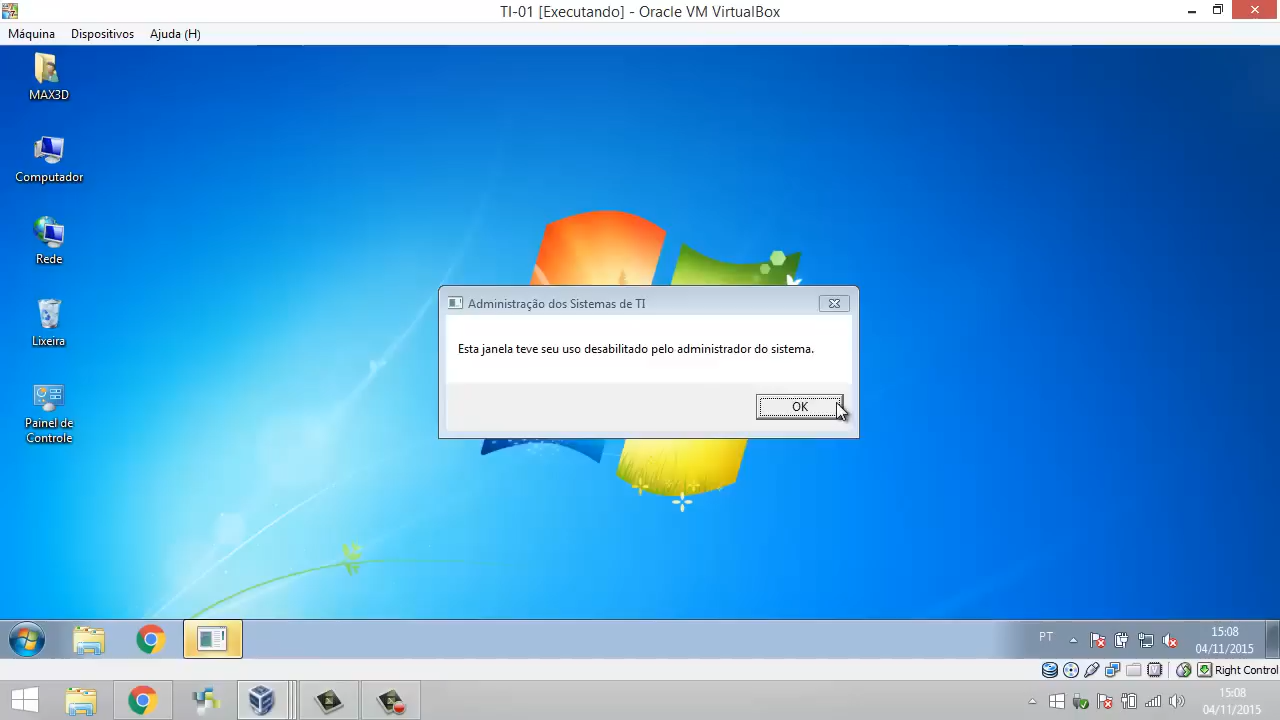 TI-01 [Executando] - Oracle VM VirtualBox
Máquina Dispositivos Ajuda (H)
MAX3D
Computador
Rede
Lixeira
Painel de
Controle
Administração dos Sistemas de TI
Esta janela teve seu uso desabilitado pelo administrador do sistema.
OK
PT
15:08
04/11/2015
Right Control
15:08
04/11/2015